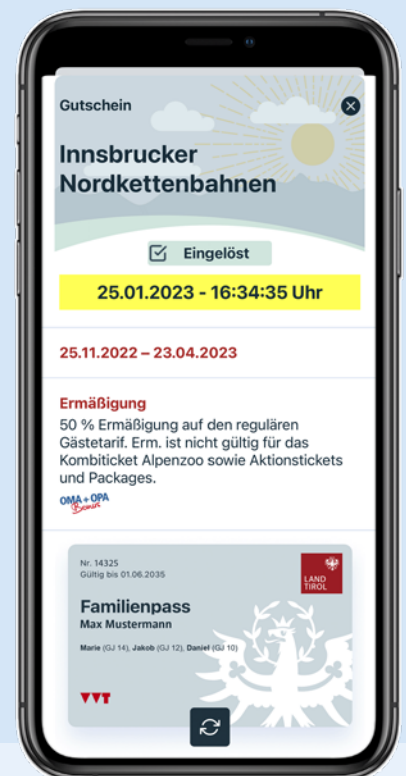 Gutschein
Innsbrucker
Nordkettenbahnen
Eingelöst
25.01.2023 - 16:34:35 Uhr
25.11.2022 – 23.04.2023
Ermäßigung
50 % Ermäßigung auf den regulären
Gästetarif. Erm. ist nicht gültig für das
Kombiticket Alpenzoo sowie Aktionstickets
und Packages.
OMA + OPA
Bonus
Nr. 14325
Gültig bis 01.06.2035
LAND
TIROL
Familienpass
Max Mustermann
Marie (GJ 14), Jakob (GJ 12), Daniel (GJ 10)
VVT